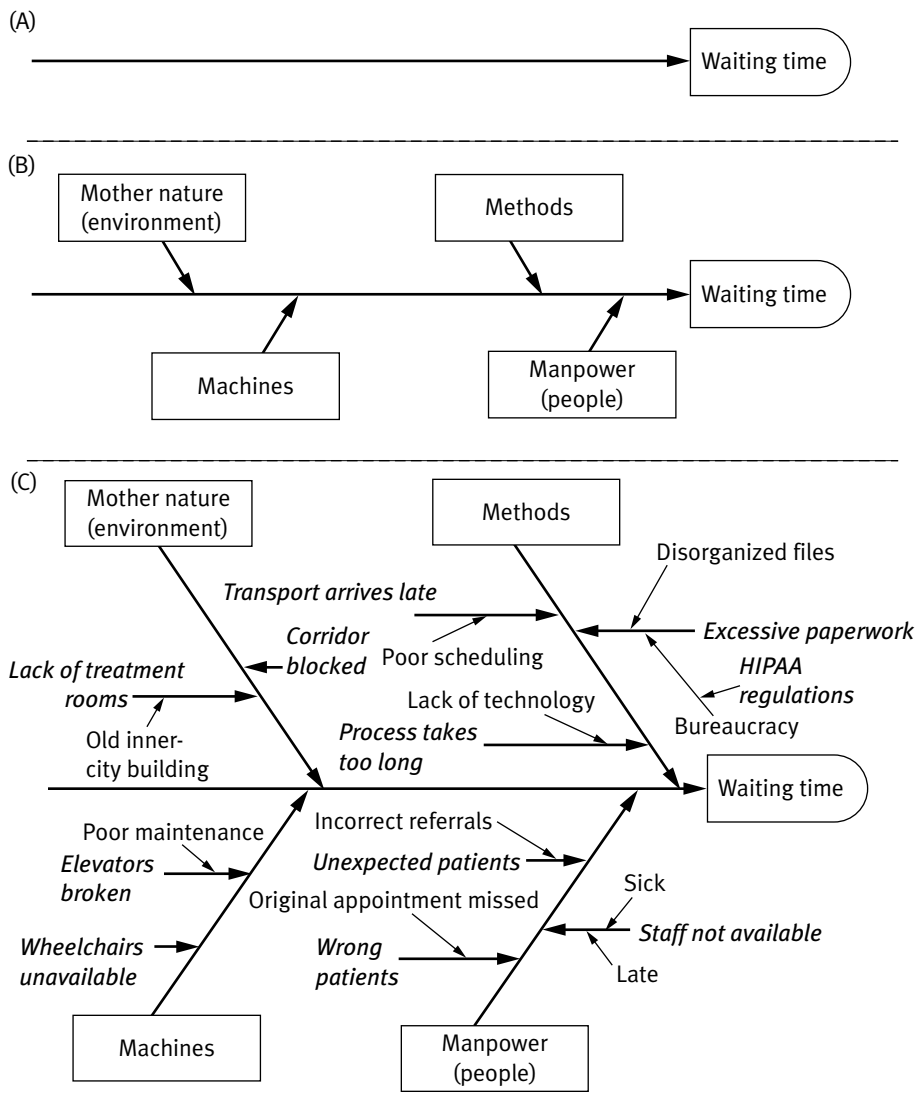 (A)
Waiting time
(B)
Mother nature
(environment)
Methods
Waiting time
Machines
Manpower
(people)
(C)
Mother nature
(environment)
Methods
Disorganized files
Transport arrives late
Corridor
blocked
Poor scheduling
Excessive paperwork
HIPAA
regulations
Lack of treatment
rooms
Lack of technology
Bureaucracy
Old inner-
city building
Process takes
too long
Waiting time
Poor maintenance
Elevators
broken
Incorrect referrals
Unexpected patients
Original appointment missed
Sick
Staff not available
Wheelchairs
unavailable
Wrong
patients
Late
Machines
Manpower
(people)